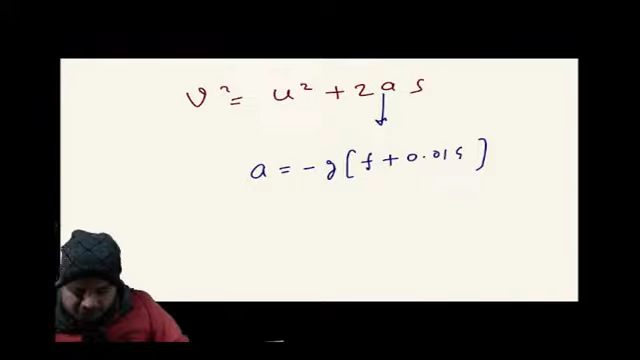 v² = u² + 2as
a = -g[f + 0.01s]